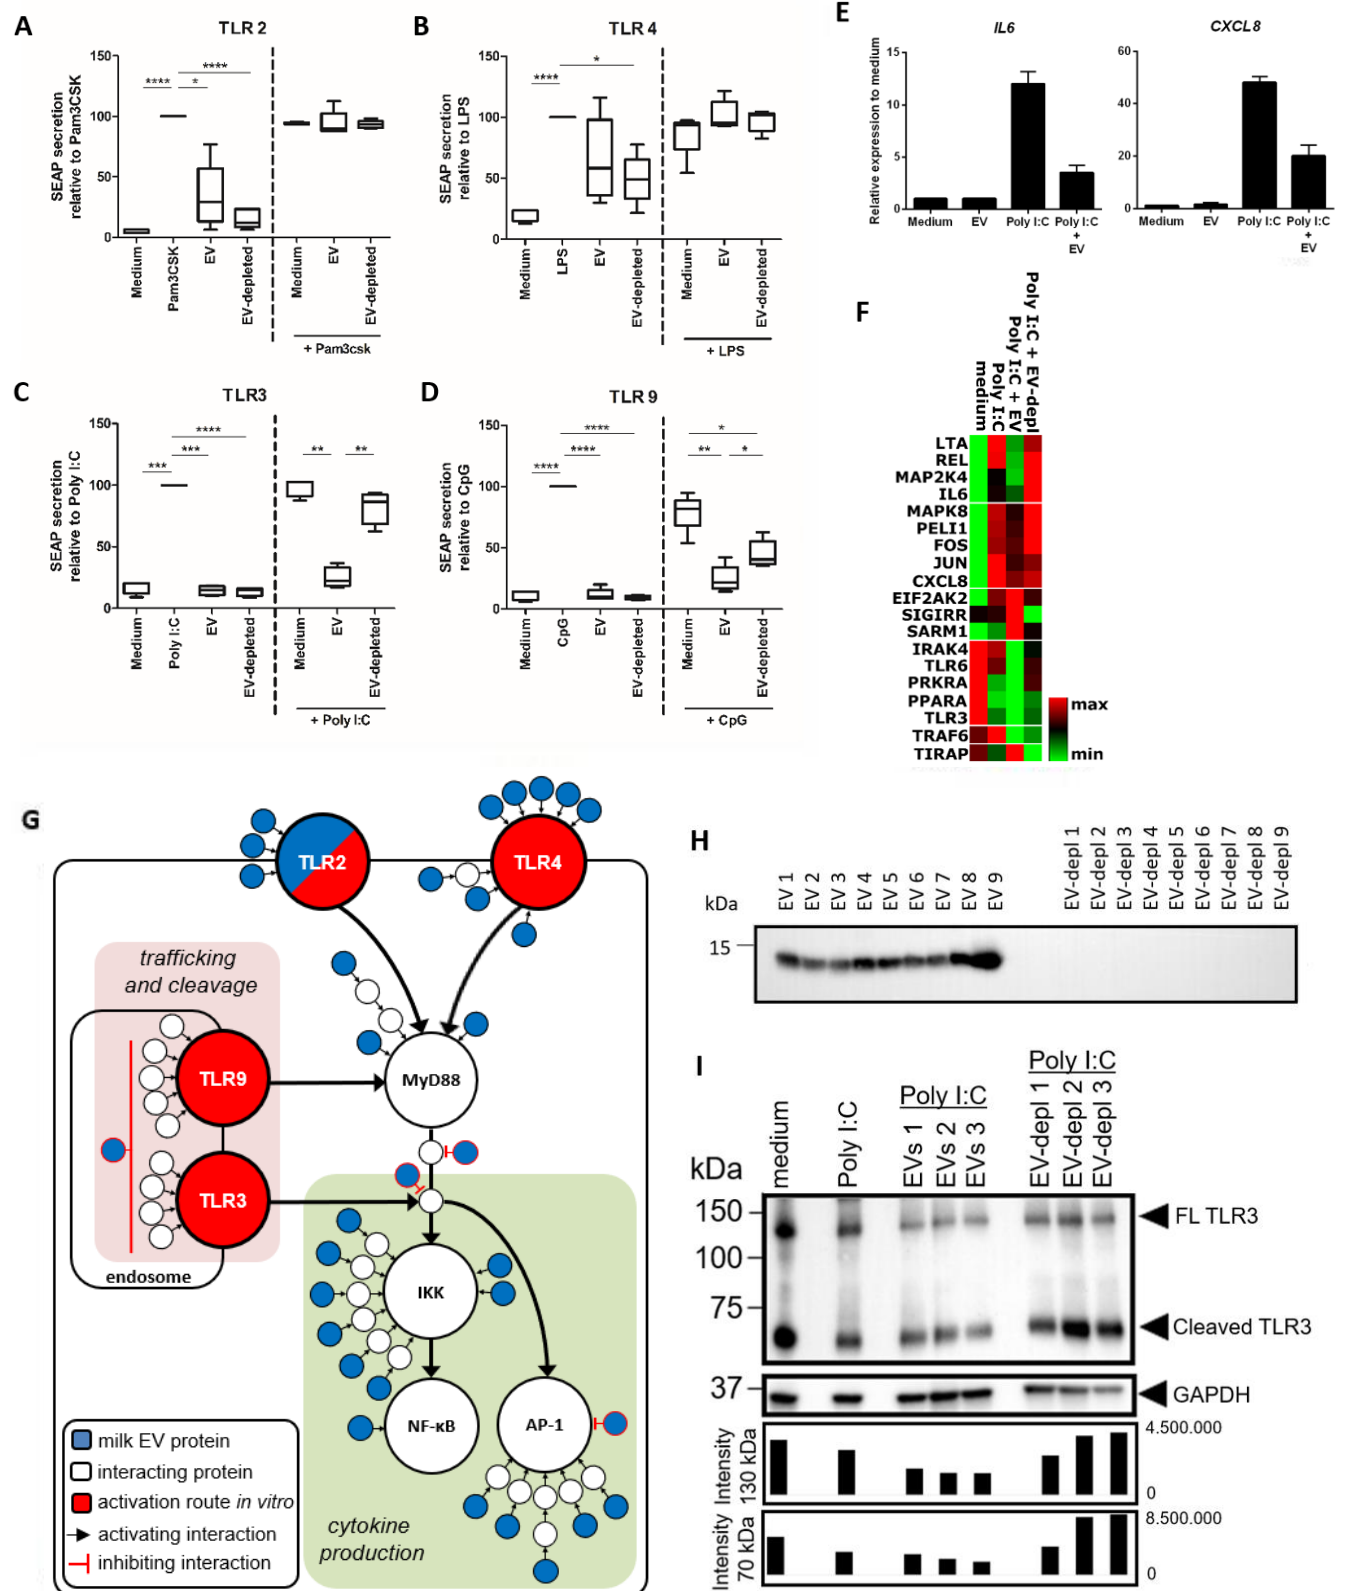 A
TLR 2
SEAP secretion
relative to Pam3CSK
150
100
50
0
****
*
****
Medium
Pam3CSK
EV
EV-depleted
Medium
EV
EV-depleted
+ Pam3csk
B
TLR 4
SEAP secretion
relative to LPS
150
100
50
0
****
*
Medium
LPS
EV
EV-depleted
Medium
EV
EV-depleted
+ LPS
C
TLR3
SEAP secretion
relative to Poly I:C
150
100
50
0
****
***
***
**
**
Medium
Poly I:C
EV
EV-depleted
Medium
EV
EV-depleted
+ Poly I:C
D
TLR 9
SEAP secretion
relative to CpG
150
100
50
0
****
****
****
*
**
*
Medium
CpG
EV
EV-depleted
Medium
EV
EV-depleted
+ CpG
E
IL6
Relative expression to medium
15
10
5
0
Medium
EV
Poly I:C
Poly I:C
+
EV
CXCL8
60
40
20
0
Medium
EV
Poly I:C
Poly I:C
+
EV
F
medium
Poly I:C
Poly I:C + EV
Poly I:C + EV-depl
LTA
REL
MAP2K4
IL6
MAPK8
PELI1
FOS
JUN
CXCL8
EIF2AK2
SIGIRR
SARM1
IRAK4
TLR6
PRKRA
PPARA
TLR3
TRAF6
TIRAP
max
min
G
TLR2
TLR4
trafficking
and cleavage
TLR9
MyD88
TLR3
endosome
IKK
NF-κB
AP-1
cytokine
production
milk EV protein
interacting protein
activation route in vitro
activating interaction
inhibiting interaction
H
kDa
15
EV 1
EV 2
EV 3
EV 4
EV 5
EV 6
EV 7
EV 8
EV 9
EV-depl 1
EV-depl 2
EV-depl 3
EV-depl 4
EV-depl 5
EV-depl 6
EV-depl 7
EV-depl 8
EV-depl 9
I
kDa
medium
Poly I:C
Poly I:C
EVs 1
EVs 2
EVs 3
Poly I:C
EV-depl 1
EV-depl 2
EV-depl 3
150
100
75
37
FL TLR3
Cleaved TLR3
GAPDH
Intensity
130 kDa
4.500.000
0
Intensity
70 kDa
8.500.000
0